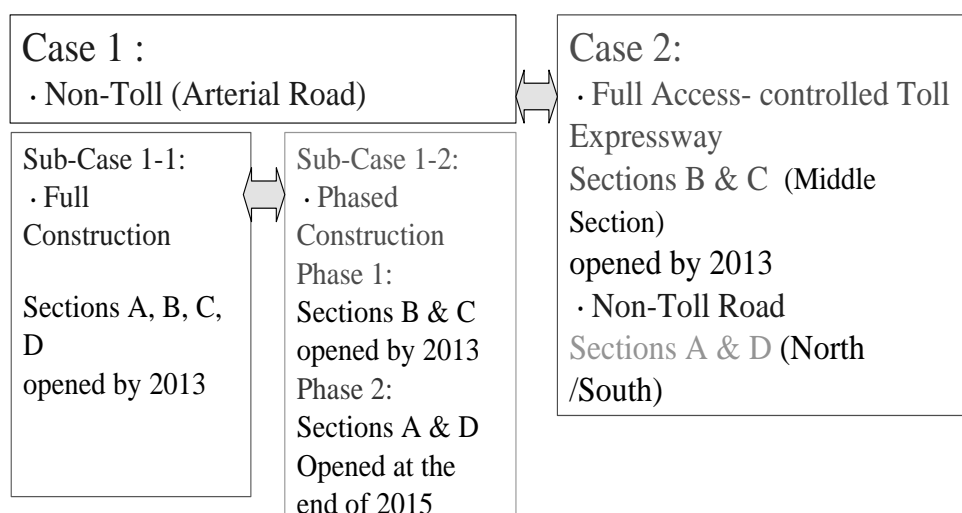 Case 1 :
· Non-Toll (Arterial Road)
Sub-Case 1-1:
· Full
Construction
Sections A, B, C,
D
opened by 2013
Sub-Case 1-2:
· Phased
Construction
Phase 1:
Sections B & C
opened by 2013
Phase 2:
Sections A & D
Opened at the
end of 2015
Case 2:
· Full Access- controlled Toll
Expressway
Sections B & C (Middle
Section)
opened by 2013
· Non-Toll Road
Sections A & D (North
/South)